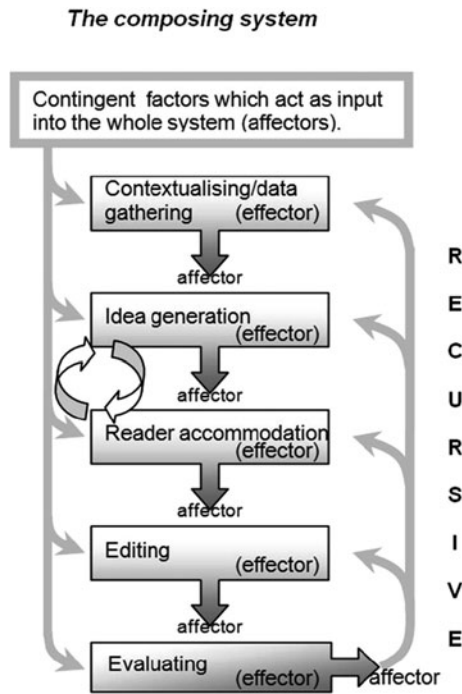 The composing system
Contingent factors which act as input
into the whole system (affectors).
Contextualising/data
gathering (effector)
affector
Idea generation
(effector)
affector
Reader accommodation
(effector)
affector
Editing
(effector)
affector
Evaluating
(effector)
affector
R
E
C
U
R
S
I
V
E